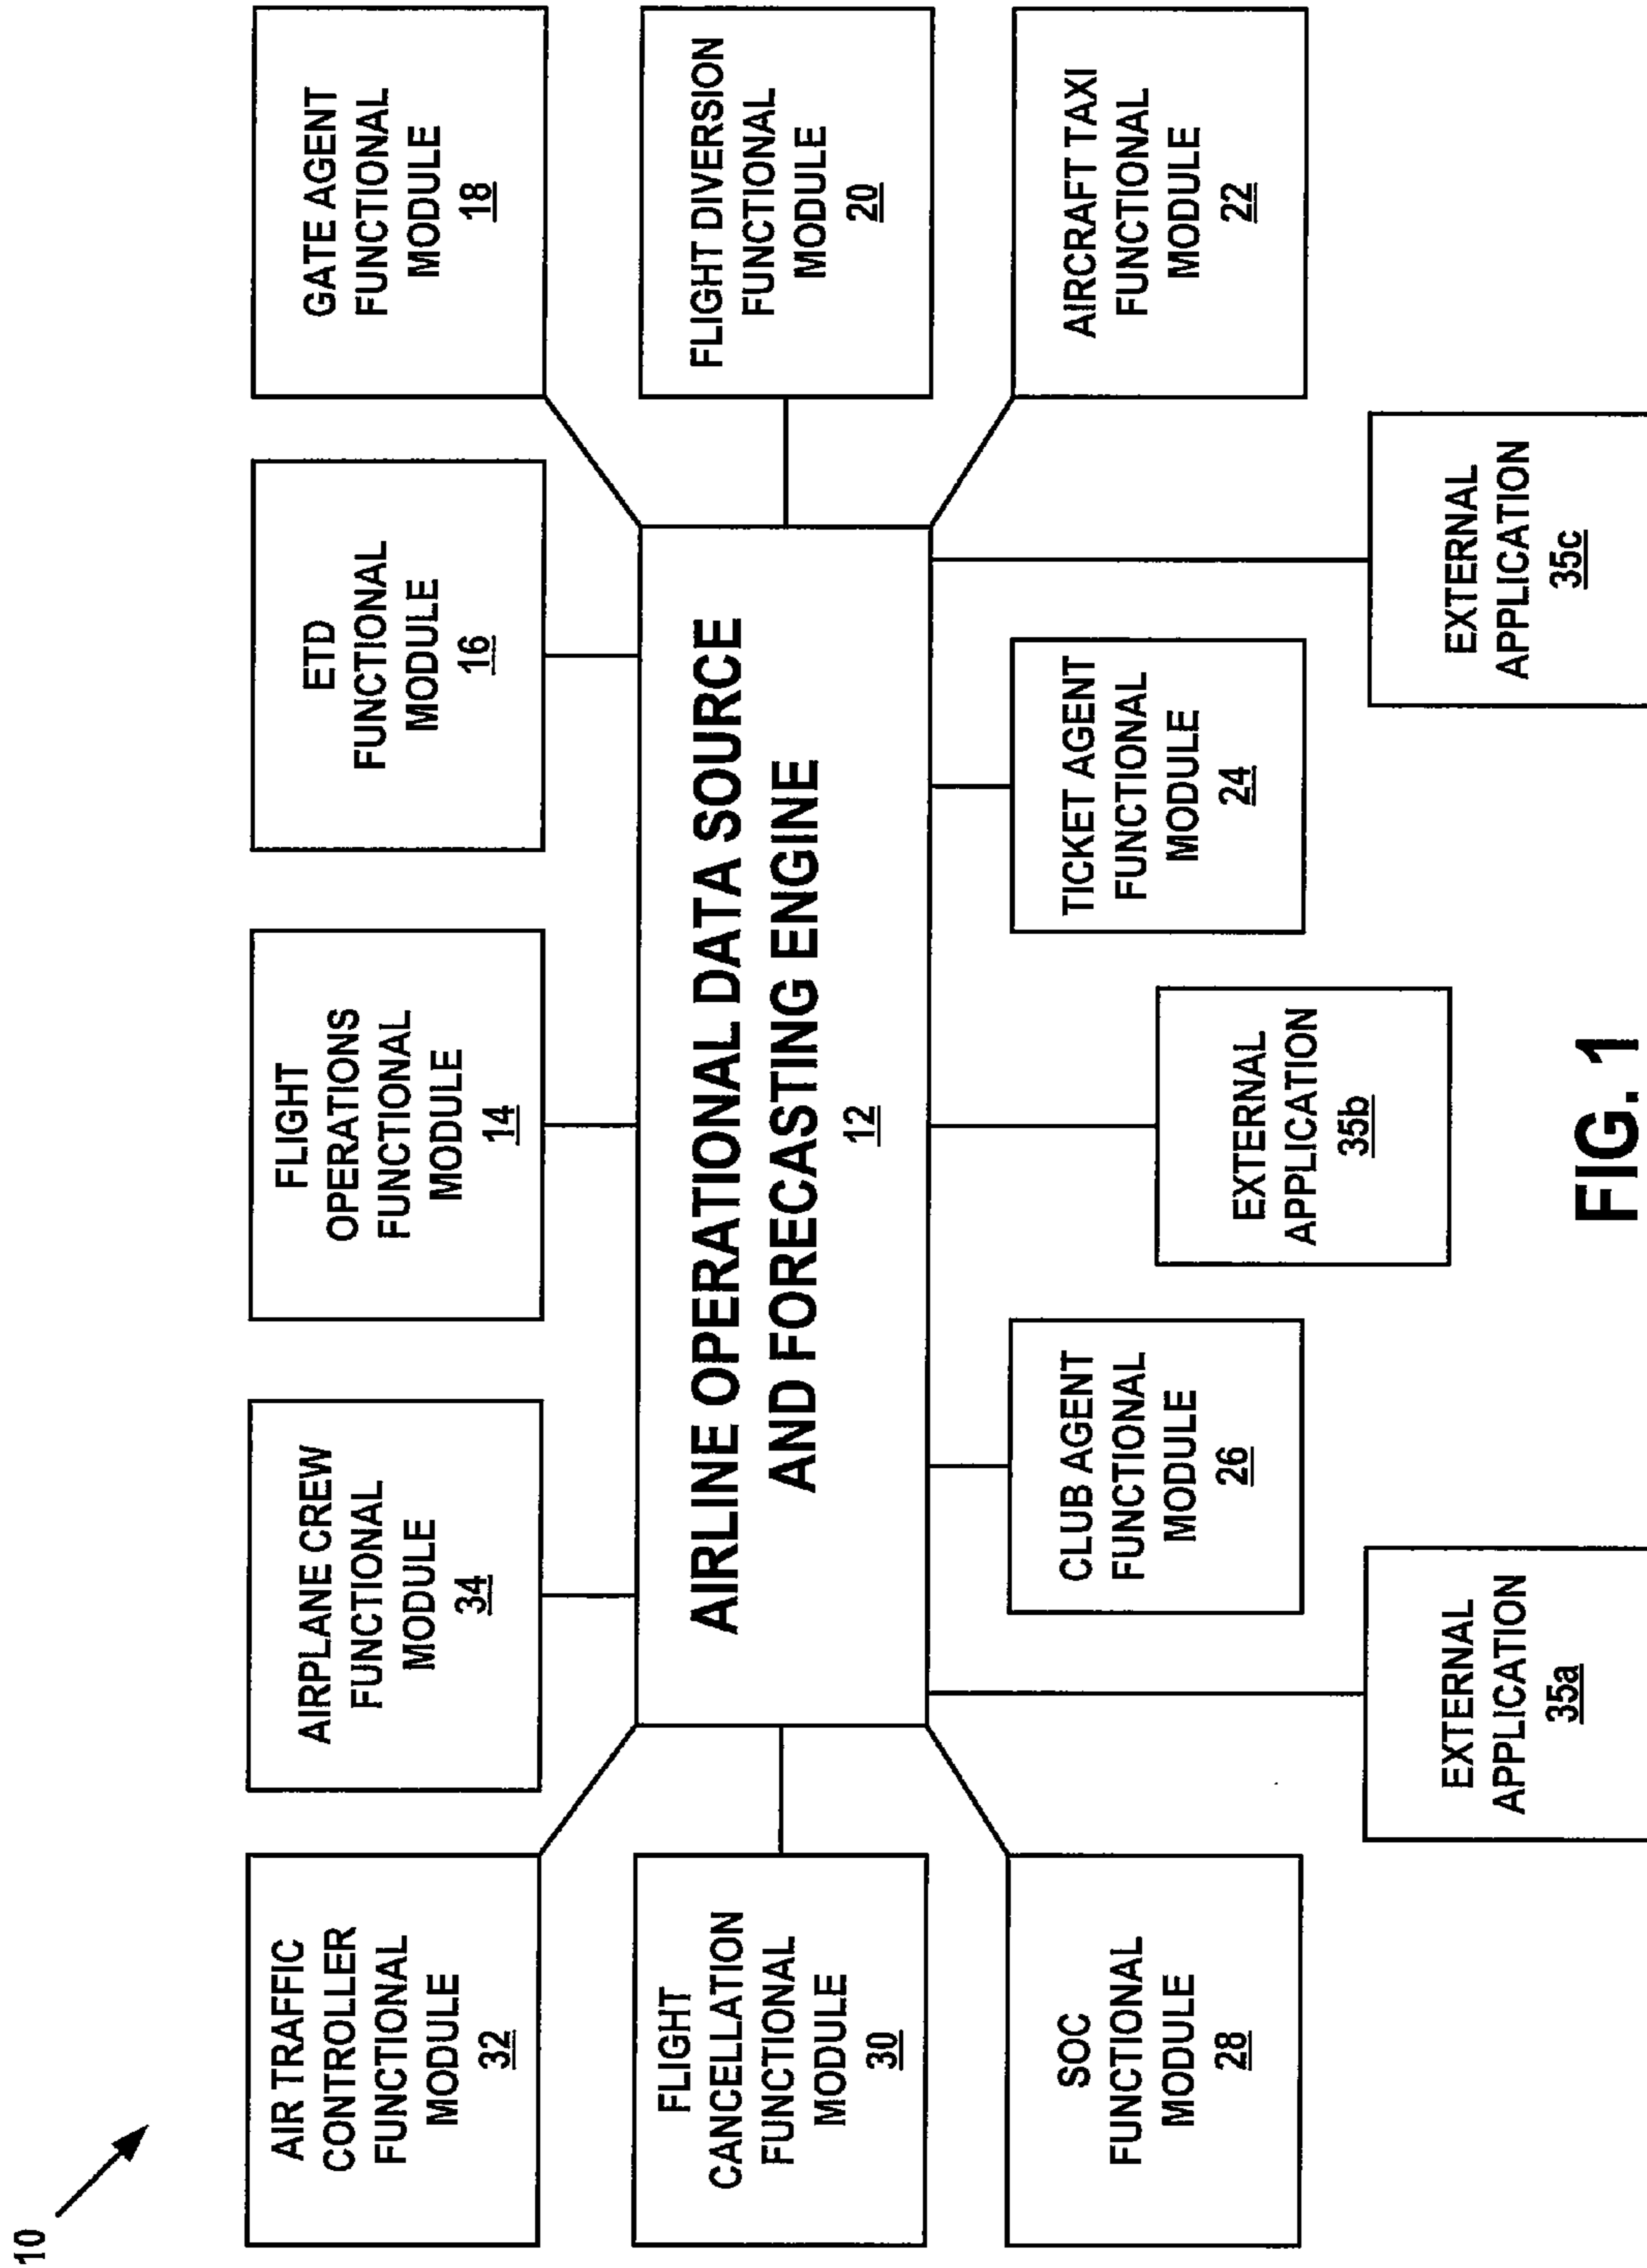 10
AIR TRAFFIC
CONTROLLER
FUNCTIONAL
MODULE
32
AIRPLANE CREW
FUNCTIONAL
MODULE
34
FLIGHT
OPERATIONS
FUNCTIONAL
MODULE
14
ETD
FUNCTIONAL
MODULE
16
GATE AGENT
FUNCTIONAL
MODULE
18
FLIGHT
CANCELLATION
FUNCTIONAL
MODULE
30
AIRLINE OPERATIONAL DATA SOURCE
AND FORECASTING ENGINE
12
FLIGHT DIVERSION
FUNCTIONAL
MODULE
20
SOC
FUNCTIONAL
MODULE
28
CLUB AGENT
FUNCTIONAL
MODULE
26
TICKET AGENT
FUNCTIONAL
MODULE
24
AIRCRAFT TAXI
FUNCTIONAL
MODULE
22
EXTERNAL
APPLICATION
35a
EXTERNAL
APPLICATION
35b
EXTERNAL
APPLICATION
35c
FIG. 1